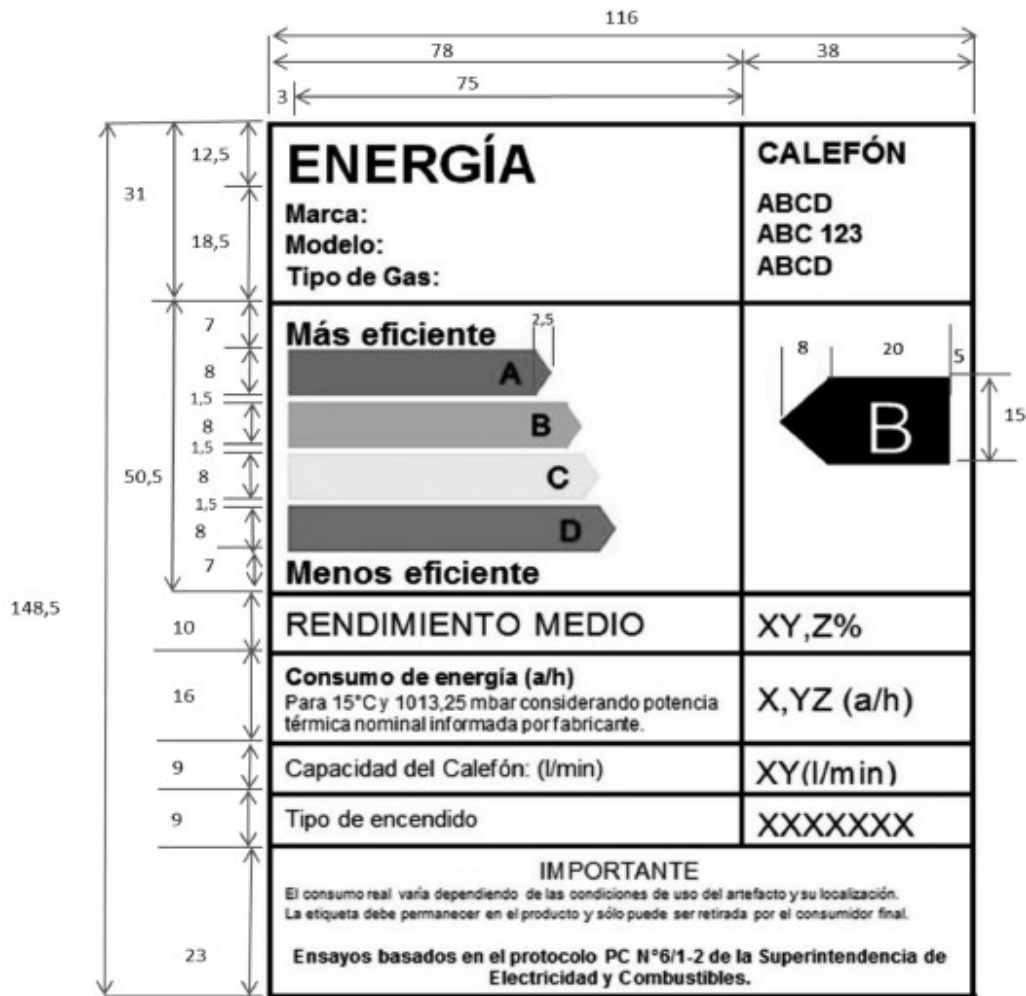 116
78
38
3
75
148,5
31
12,5
18,5
ENERGÍA
Marca:
Modelo:
Tipo de Gas:
CALEFÓN
ABCD
ABC 123
ABCD
50,5
7
8
1,5
8
1,5
8
1,5
8
7
Más eficiente
2,5
A
B
C
D
Menos eficiente
8
20
5
15
B
10
RENDIMIENTO MEDIO
XY,Z%
16
Consumo de energía (a/h)
Para 15°C y 1013,25 mbar considerando potencia
térmica nominal informada por fabricante.
X,YZ (a/h)
9
Capacidad del Calefón: (l/min)
XY(l/min)
9
Tipo de encendido
XXXXXXX
23
IMPORTANTE
El consumo real varía dependiendo de las condiciones de uso del artefacto y su localización.
La etiqueta debe permanecer en el producto y sólo puede ser retirada por el consumidor final.
Ensayos basados en el protocolo PC N°6/1-2 de la Superintendencia de
Electricidad y Combustibles.